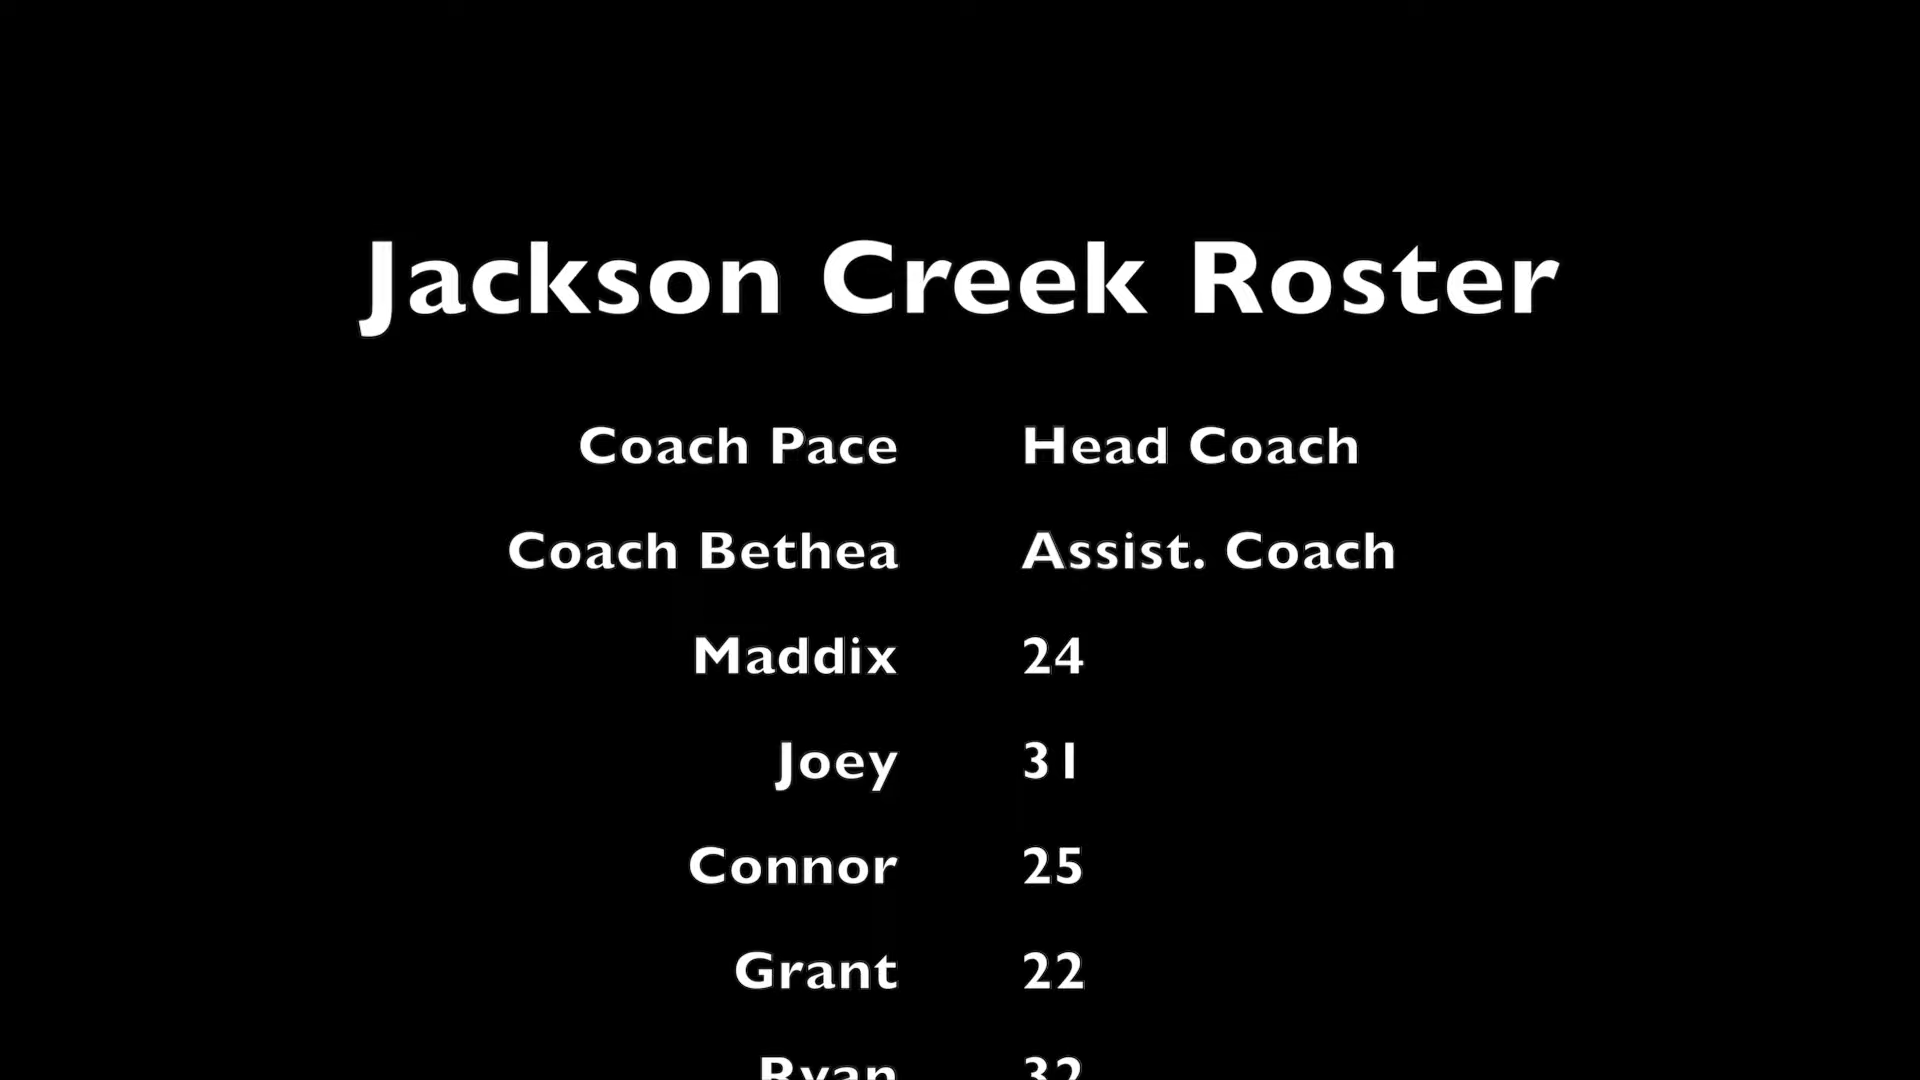 Jackson Creek Roster
Coach Pace Head Coach
Coach Bethea Assist. Coach
Maddix 24
Joey 31
Connor 25
Grant 22
Ryan 32